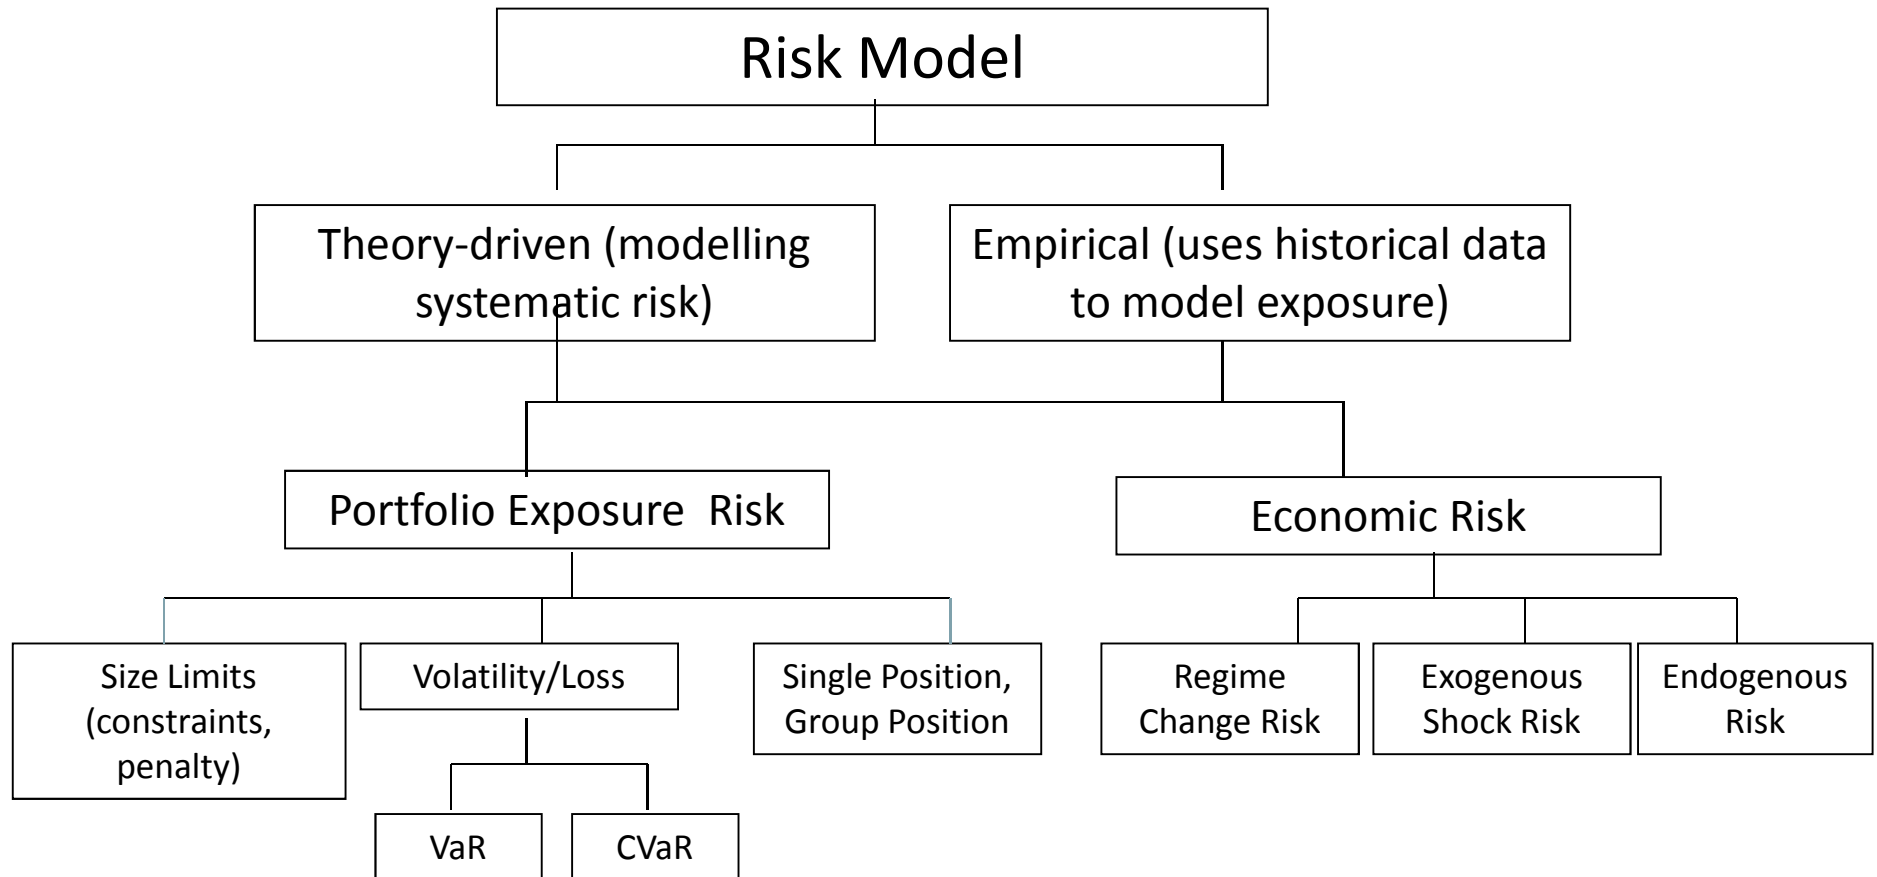 Risk Model
Theory-driven (modelling
systematic risk)
Empirical (uses historical data
to model exposure)
Portfolio Exposure  Risk
Economic Risk
Size Limits
(constraints,
penalty)
Volatility/Loss
Single Position,
Group Position
Regime
Change Risk
Exogenous
Shock Risk
Endogenous
Risk
VaR
CVaR